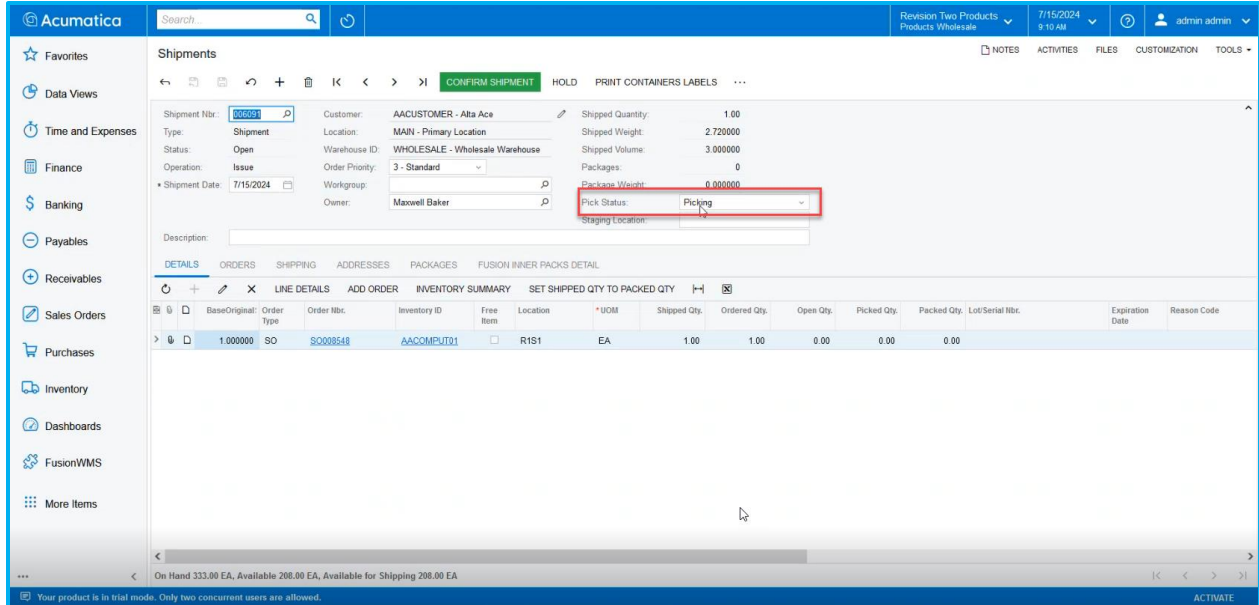 Acumatica
Search...
Revision Two Products
Products Wholesale
7/15/2024
9:10 AM
admin admin
Favorites
Data Views
Time and Expenses
Finance
Banking
Payables
Receivables
Sales Orders
Purchases
Inventory
Dashboards
FusionWMS
More Items
Shipments
NOTES ACTIVITIES FILES CUSTOMIZATION TOOLS
CONFIRM SHIPMENT HOLD PRINT CONTAINERS LABELS ...
Shipment Nbr.: 006091 Customer: AACUSTOMER - Alta Ace Shipped Quantity: 1.00
Type: Shipment Location: MAIN - Primary Location Shipped Weight: 2.720000
Status: Open Warehouse ID: WHOLESALE - Wholesale Warehouse Shipped Volume: 3.000000
Operation: Issue Order Priority: 3 - Standard Packages: 0
* Shipment Date: 7/15/2024 Workgroup: Package Weight: 0.000000
Owner: Maxwell Baker Pick Status: Picking
Staging Location:
Description:
DETAILS ORDERS SHIPPING ADDRESSES PACKAGES FUSION INNER PACKS DETAIL
LINE DETAILS ADD ORDER INVENTORY SUMMARY SET SHIPPED QTY TO PACKED QTY
BaseOriginal: Order Type Order Nbr. Inventory ID Free Item Location * UOM Shipped Qty. Ordered Qty. Open Qty. Picked Qty. Packed Qty. Lot/Serial Nbr. Expiration Date Reason Code
1.000000 SO SO008548 AACOMPUT01 R1S1 EA 1.00 1.00 0.00 0.00 0.00
On Hand 333.00 EA, Available 208.00 EA, Available for Shipping 208.00 EA
Your product is in trial mode. Only two concurrent users are allowed. ACTIVATE